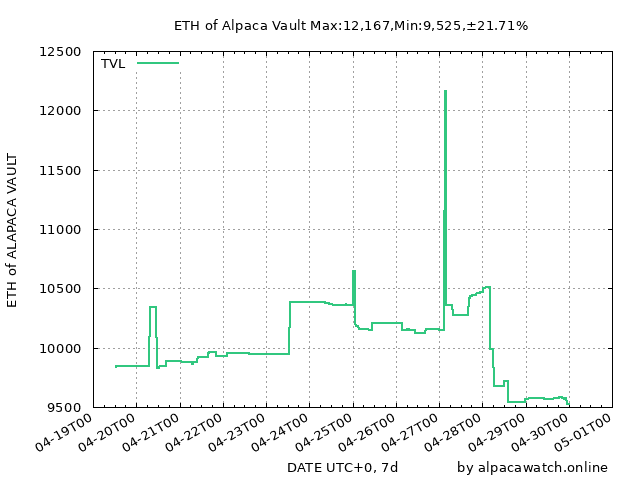 ETH of Alpaca Vault Max:12,167,Min:9,525,±21.71%
TVL
12500
12000
11500
11000
10500
10000
9500
ETH of ALAPACA VAULT
04-19T00
04-20T00
04-21T00
04-22T00
04-23T00
04-24T00
04-25T00
04-26T00
04-27T00
04-28T00
04-29T00
04-30T00
05-01T00
DATE UTC+0, 7d
by alpacawatch.online